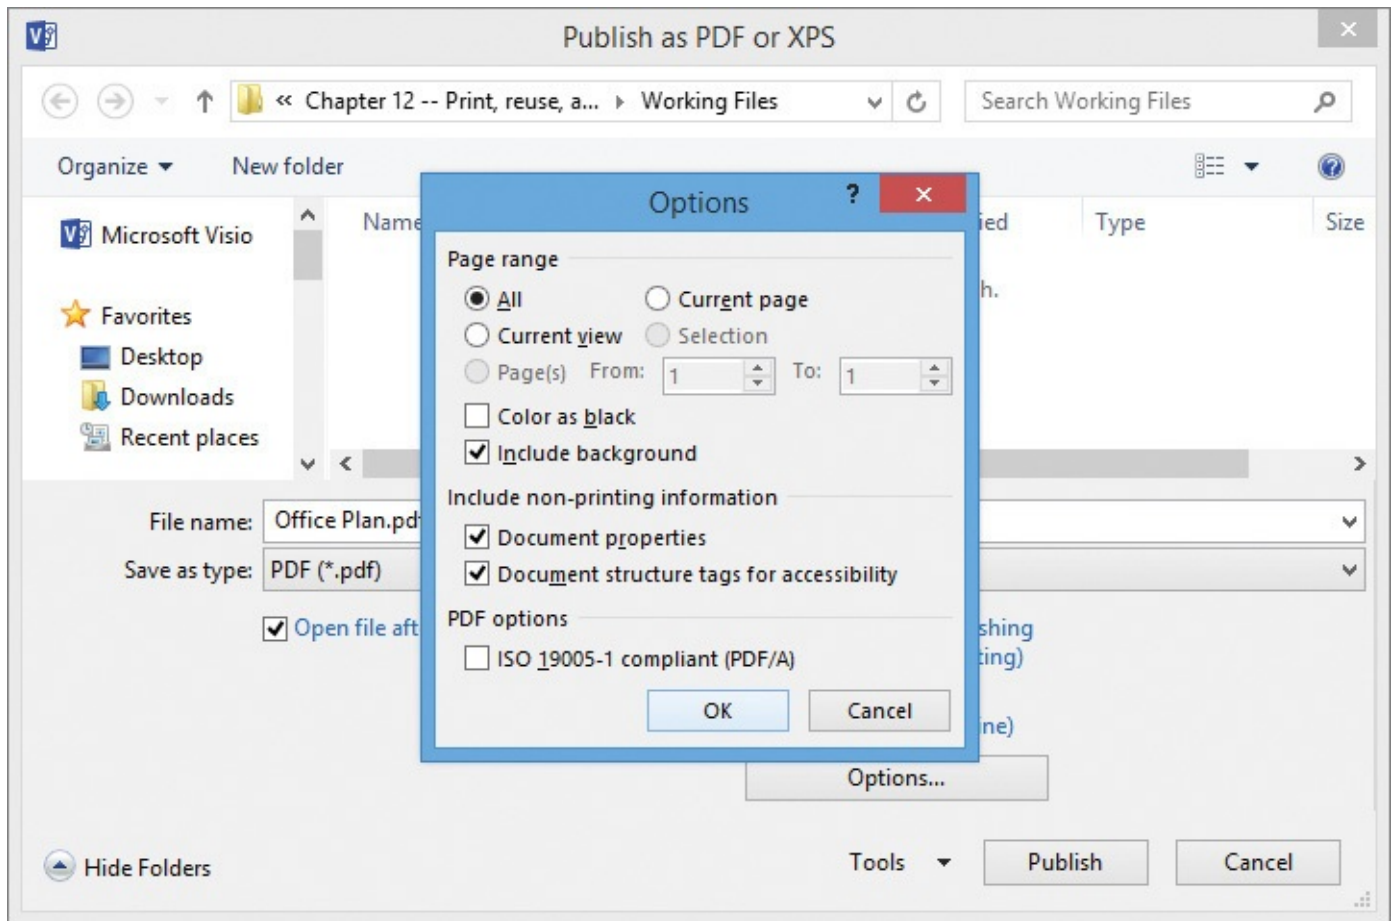 Publish as PDF or XPS
« Chapter 12 -- Print, reuse, a... Working Files
Search Working Files
Organize
New folder
Microsoft Visio
Favorites
Desktop
Downloads
Recent places
Name
ied
Type
Size
h.
Options
?
Page range
All
Current page
Current view
Selection
Page(s) From: 1 To: 1
Color as black
Include background
Include non-printing information
Document properties
Document structure tags for accessibility
PDF options
ISO 19005-1 compliant (PDF/A)
OK
Cancel
File name: Office Plan.pdf
Save as type: PDF (*.pdf)
Open file aft
shing
ting)
ine)
Options...
Hide Folders
Tools
Publish
Cancel